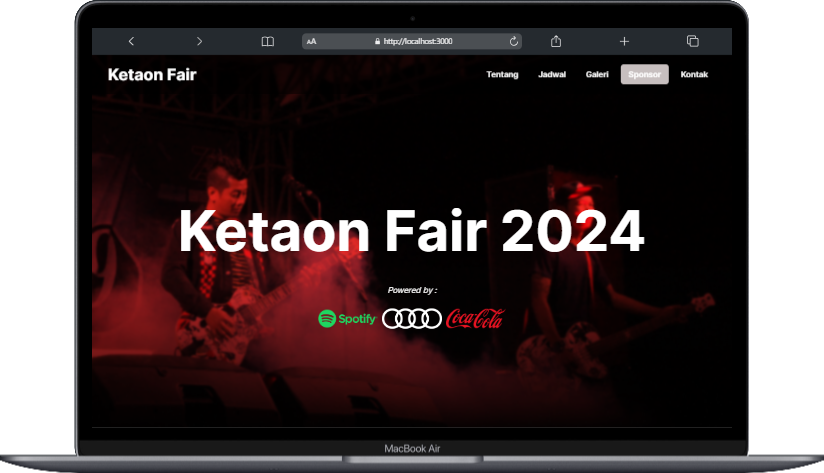 AA http://localhost:3000
Ketaon Fair Tentang Jadwal Galeri Sponsor Kontak
Ketaon Fair 2024
Powered by :
Spotify Coca-Cola
MacBook Air